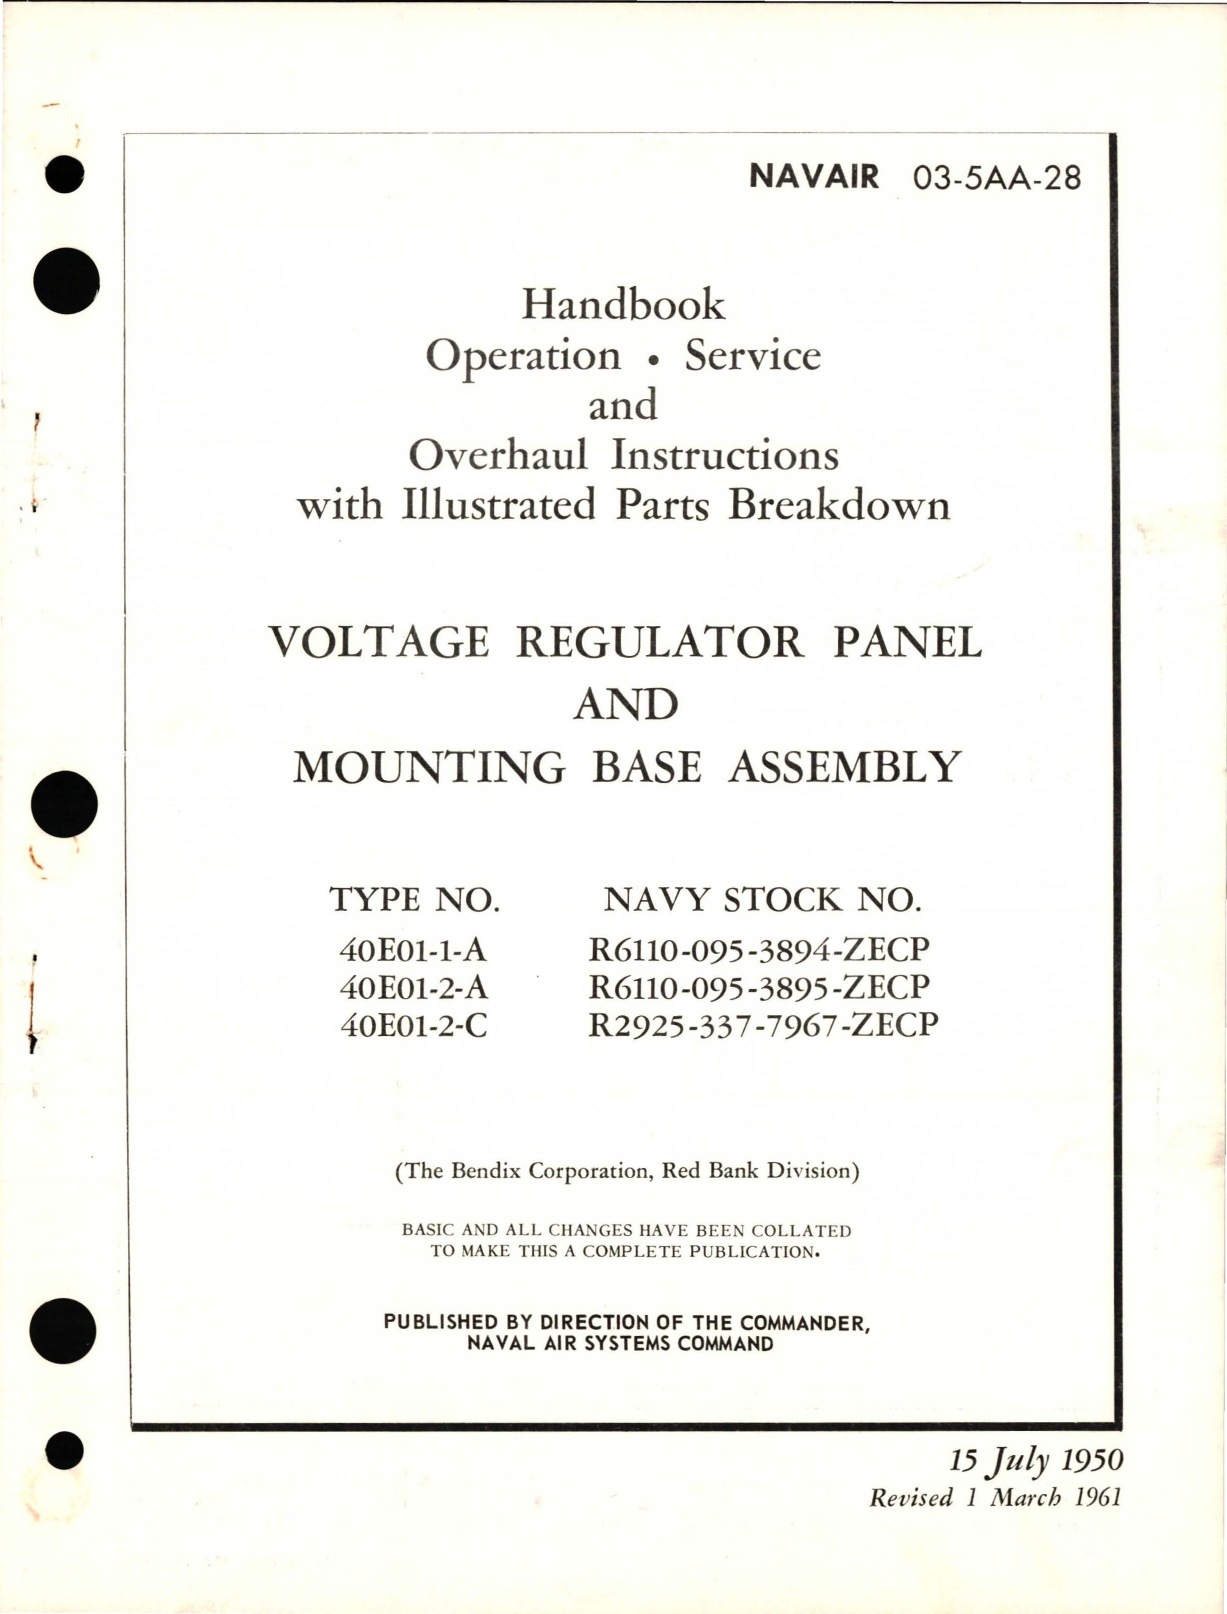 NAVAIR 03-5AA-28
Handbook
Operation • Service
and
Overhaul Instructions
with Illustrated Parts Breakdown
VOLTAGE REGULATOR PANEL
AND
MOUNTING BASE ASSEMBLY
TYPE NO. NAVY STOCK NO.
40E01-1-A R6110-095-3894-ZECP
40E01-2-A R6110-095-3895-ZECP
40E01-2-C R2925-337-7967-ZECP
(The Bendix Corporation, Red Bank Division)
BASIC AND ALL CHANGES HAVE BEEN COLLATED
TO MAKE THIS A COMPLETE PUBLICATION.
PUBLISHED BY DIRECTION OF THE COMMANDER,
NAVAL AIR SYSTEMS COMMAND
15 July 1950
Revised 1 March 1961